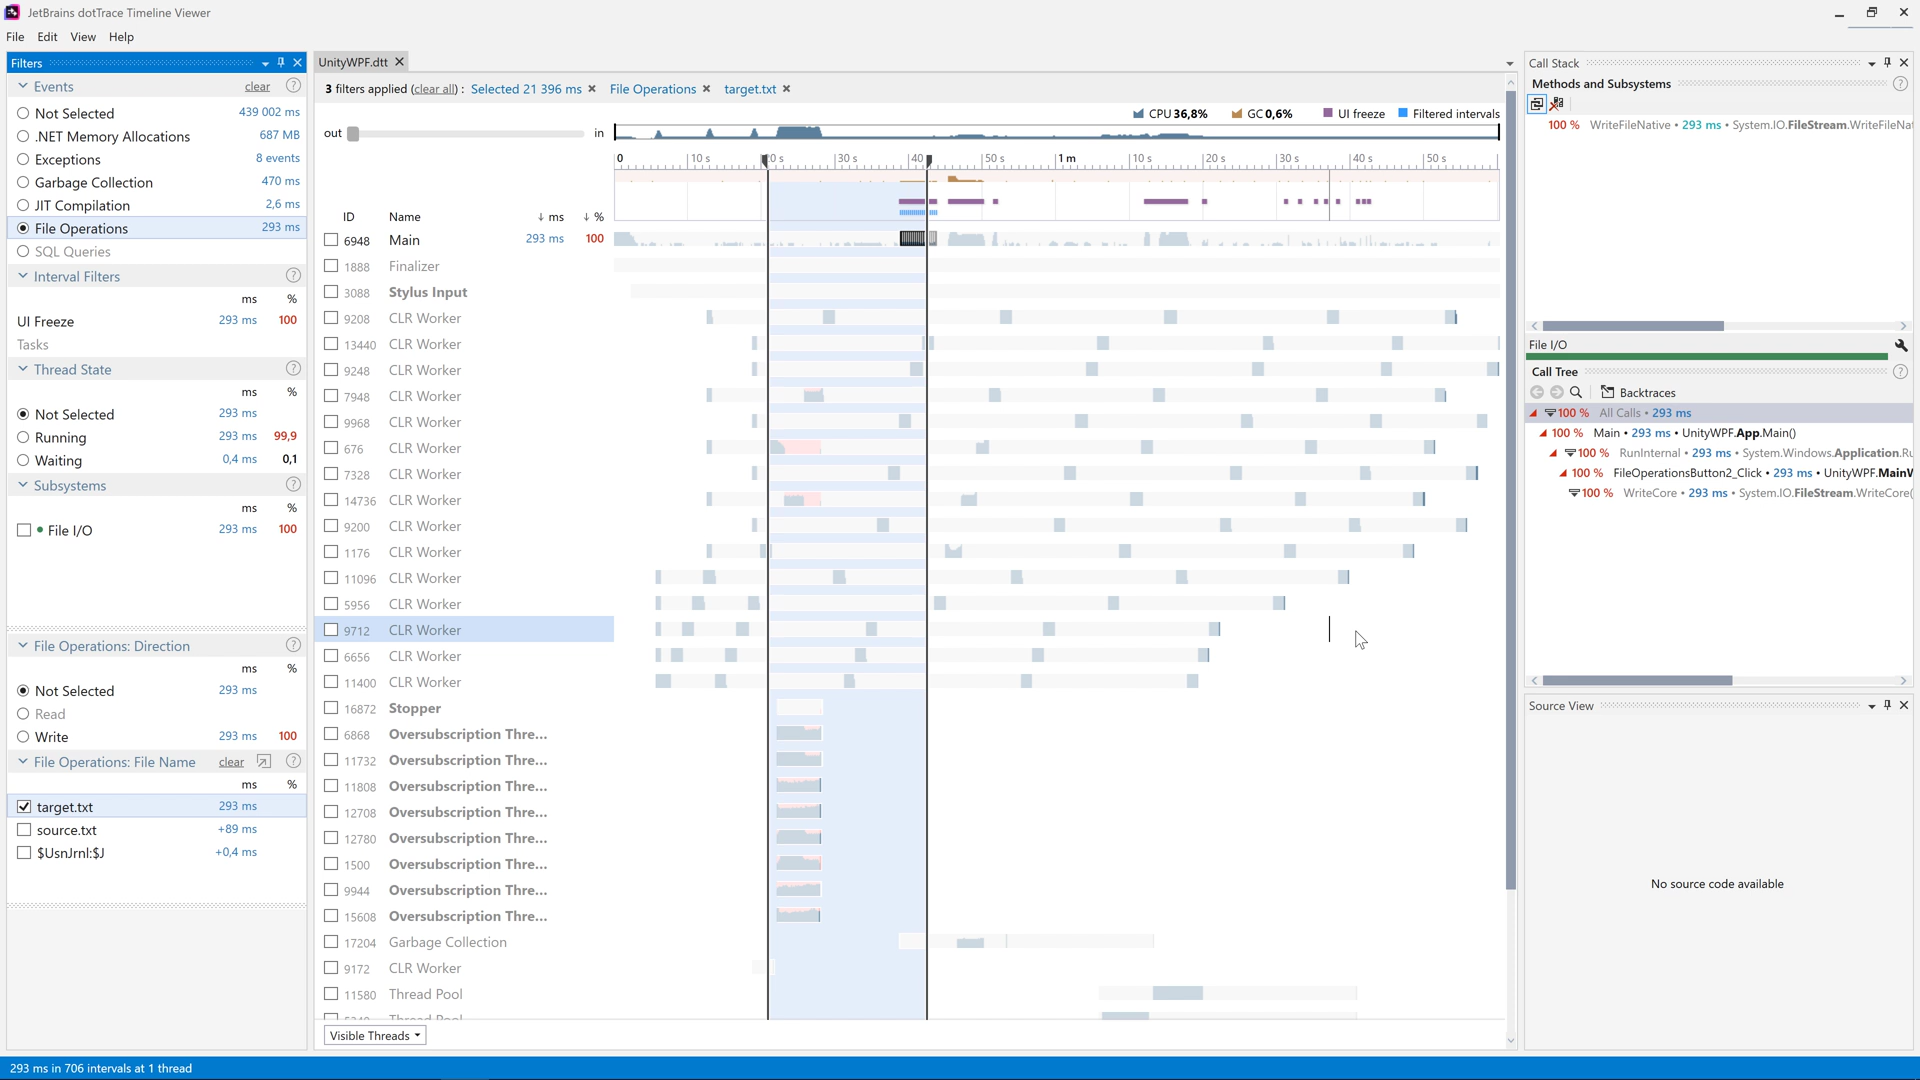 JetBrains dotTrace Timeline Viewer
File Edit View Help
Filters
Events clear ?
Not Selected 439 002 ms
.NET Memory Allocations 687 MB
Exceptions 8 events
Garbage Collection 470 ms
JIT Compilation 2,6 ms
File Operations 293 ms
SQL Queries
Interval Filters ?
ms %
UI Freeze 293 ms 100
Tasks
Thread State ?
ms %
Not Selected 293 ms
Running 293 ms 99,9
Waiting 0,4 ms 0,1
Subsystems ?
ms %
File I/O 293 ms 100
File Operations: Direction ?
ms %
Not Selected 293 ms
Read
Write 293 ms 100
File Operations: File Name clear ?
ms %
target.txt 293 ms
source.txt +89 ms
$UsnJrnl:$J +0,4 ms
UnityWPF.dtt
3 filters applied (clear all) : Selected 21 396 ms File Operations target.txt
CPU 36,8% GC 0,6% UI freeze Filtered intervals
out in
0 10 s 0 s 30 s 40 50 s 1 m 10 s 20 s 30 s 40 s 50 s
ID Name ↓ ms ↓ %
6948 Main 293 ms 100
1888 Finalizer
3088 Stylus Input
9208 CLR Worker
13440 CLR Worker
9248 CLR Worker
7948 CLR Worker
9968 CLR Worker
676 CLR Worker
7328 CLR Worker
14736 CLR Worker
9200 CLR Worker
1176 CLR Worker
11096 CLR Worker
5956 CLR Worker
9712 CLR Worker
6656 CLR Worker
11400 CLR Worker
16872 Stopper
6868 Oversubscription Thre...
11732 Oversubscription Thre...
11808 Oversubscription Thre...
12708 Oversubscription Thre...
12780 Oversubscription Thre...
1500 Oversubscription Thre...
9944 Oversubscription Thre...
15608 Oversubscription Thre...
17204 Garbage Collection
9172 CLR Worker
11580 Thread Pool
Thread Pool
Visible Threads
Call Stack
Methods and Subsystems ?
100 % WriteFileNative • 293 ms • System.IO.FileStream.WriteFileNat
File I/O
Call Tree ?
Backtraces
100 % All Calls • 293 ms
100 % Main • 293 ms • UnityWPF.App.Main()
100 % RunInternal • 293 ms • System.Windows.Application.Ru
100 % FileOperationsButton2_Click • 293 ms • UnityWPF.MainW
100 % WriteCore • 293 ms • System.IO.FileStream.WriteCore(
Source View
No source code available
293 ms in 706 intervals at 1 thread